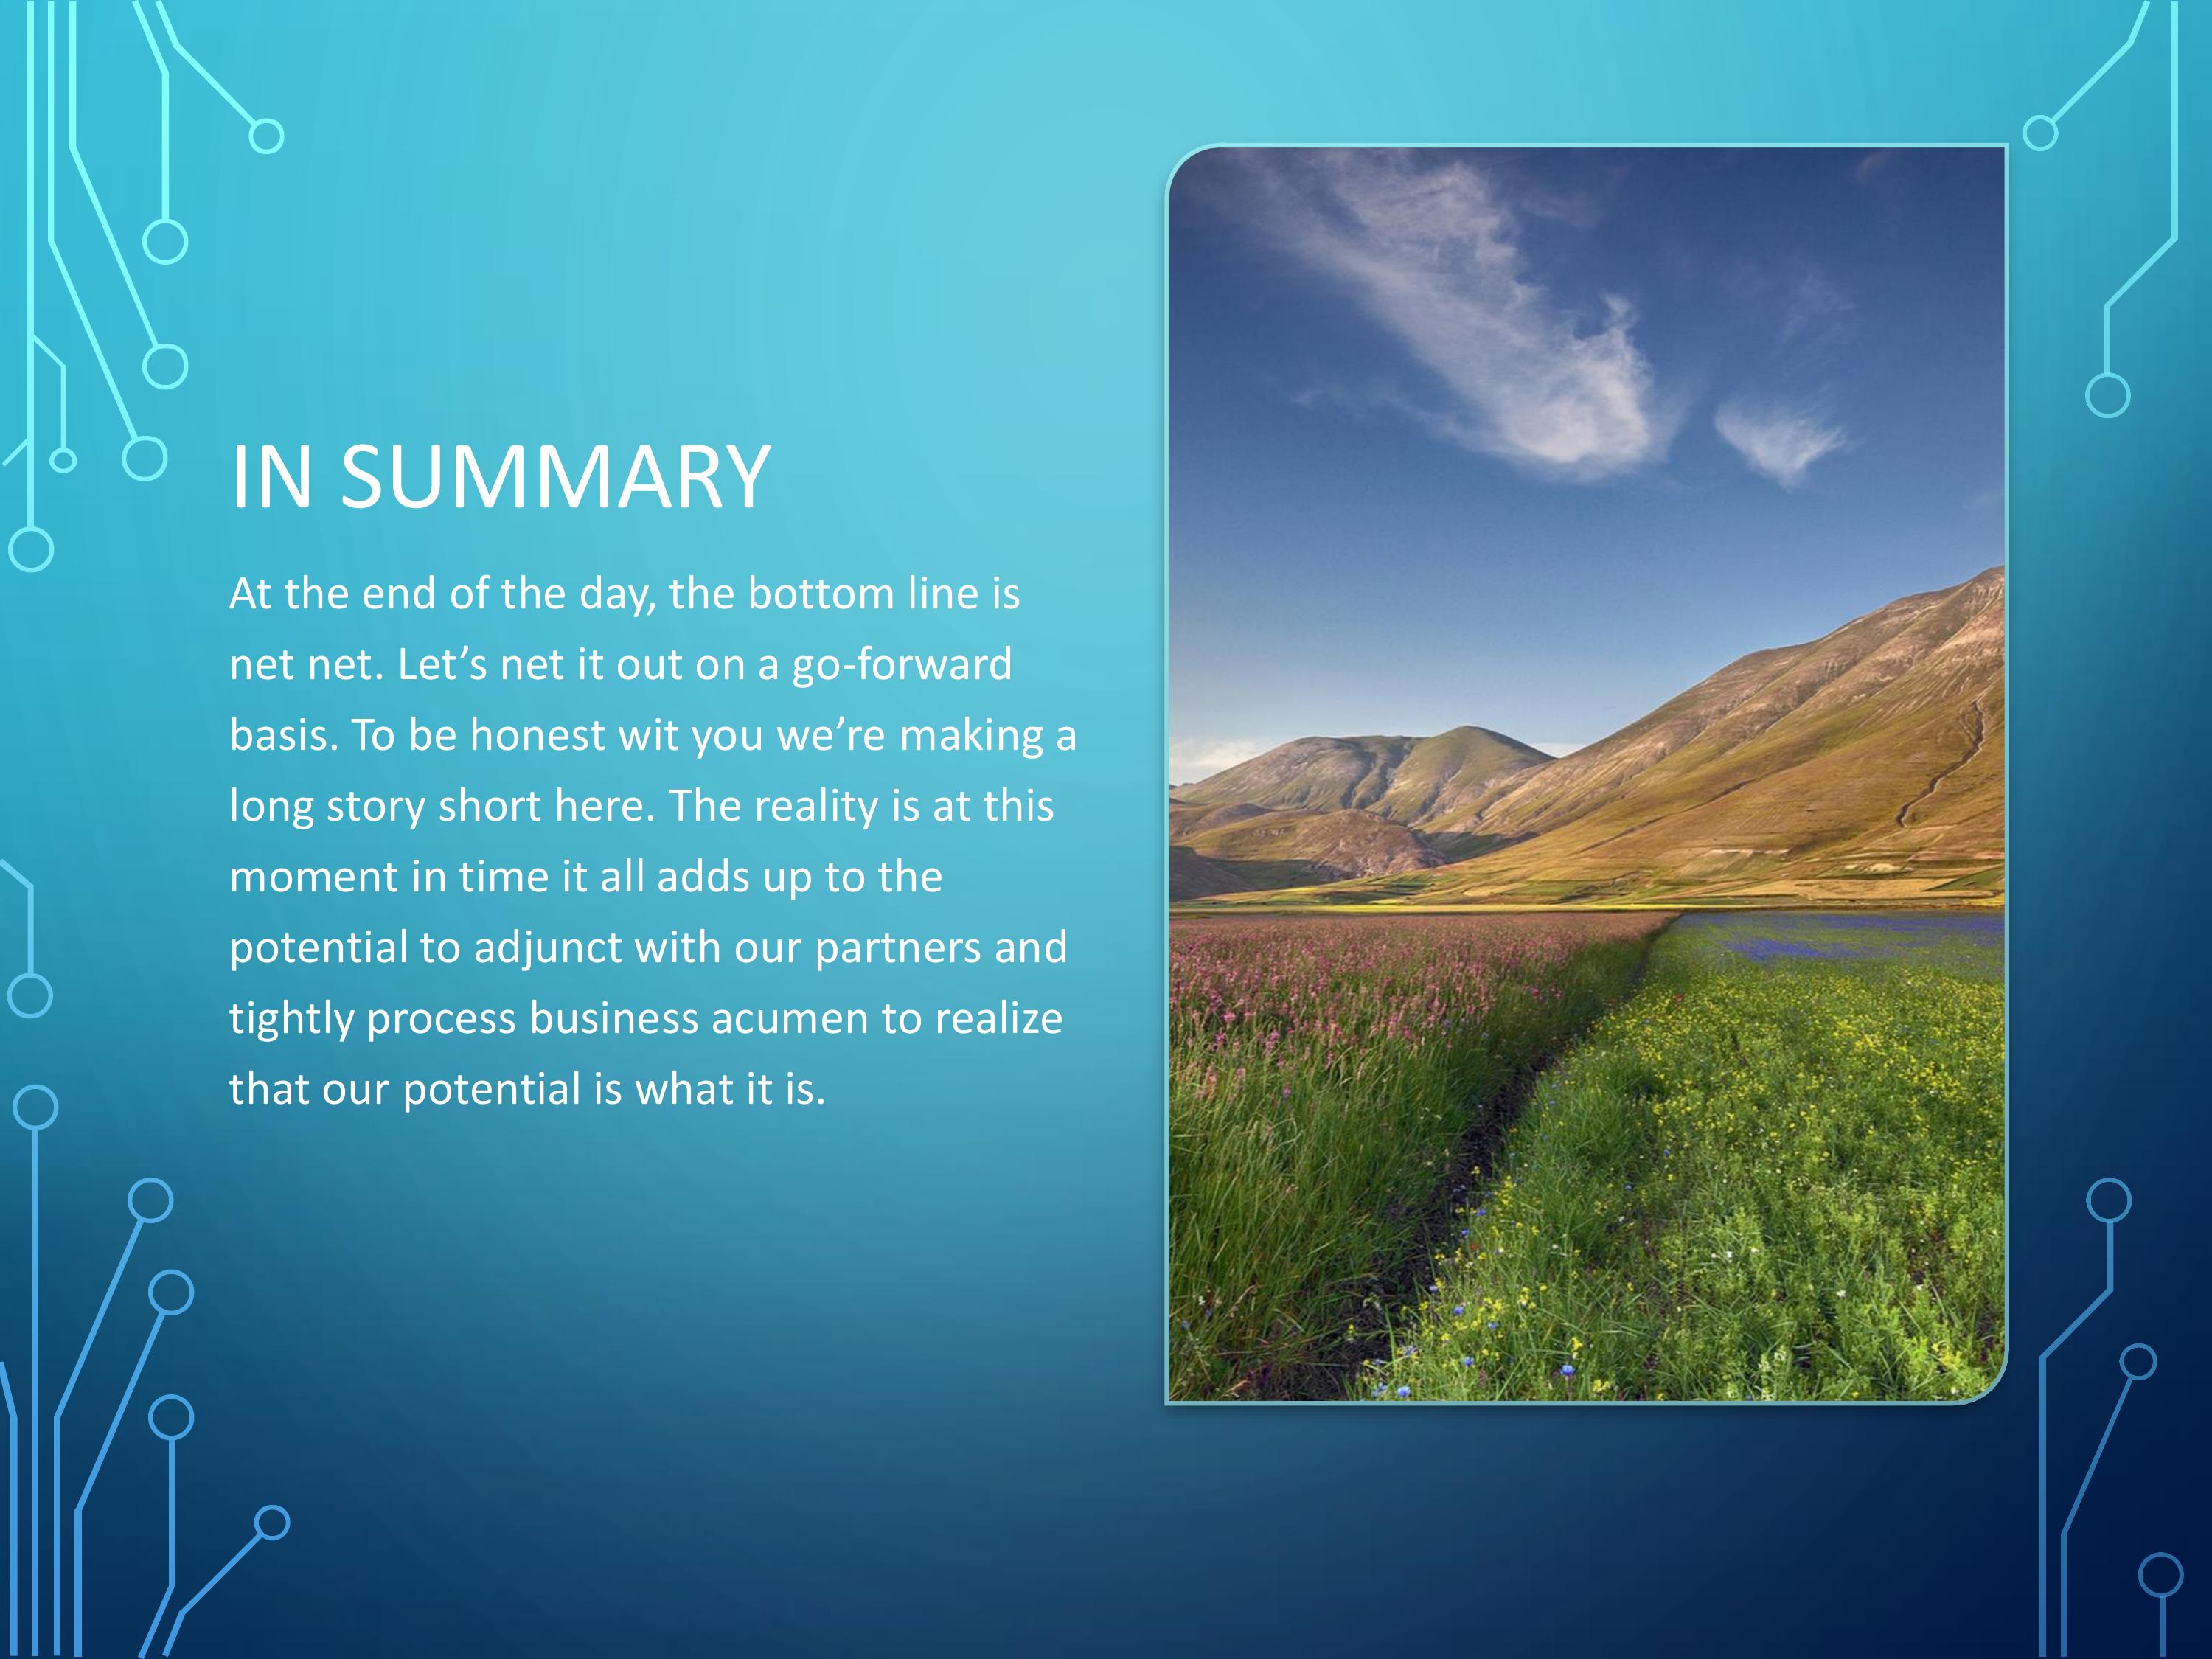 IN SUMMARY
At the end of the day, the bottom line is
net net. Let’s net it out on a go-forward
basis. To be honest wit you we’re making a
long story short here. The reality is at this
moment in time it all adds up to the
potential to adjunct with our partners and
tightly process business acumen to realize
that our potential is what it is.